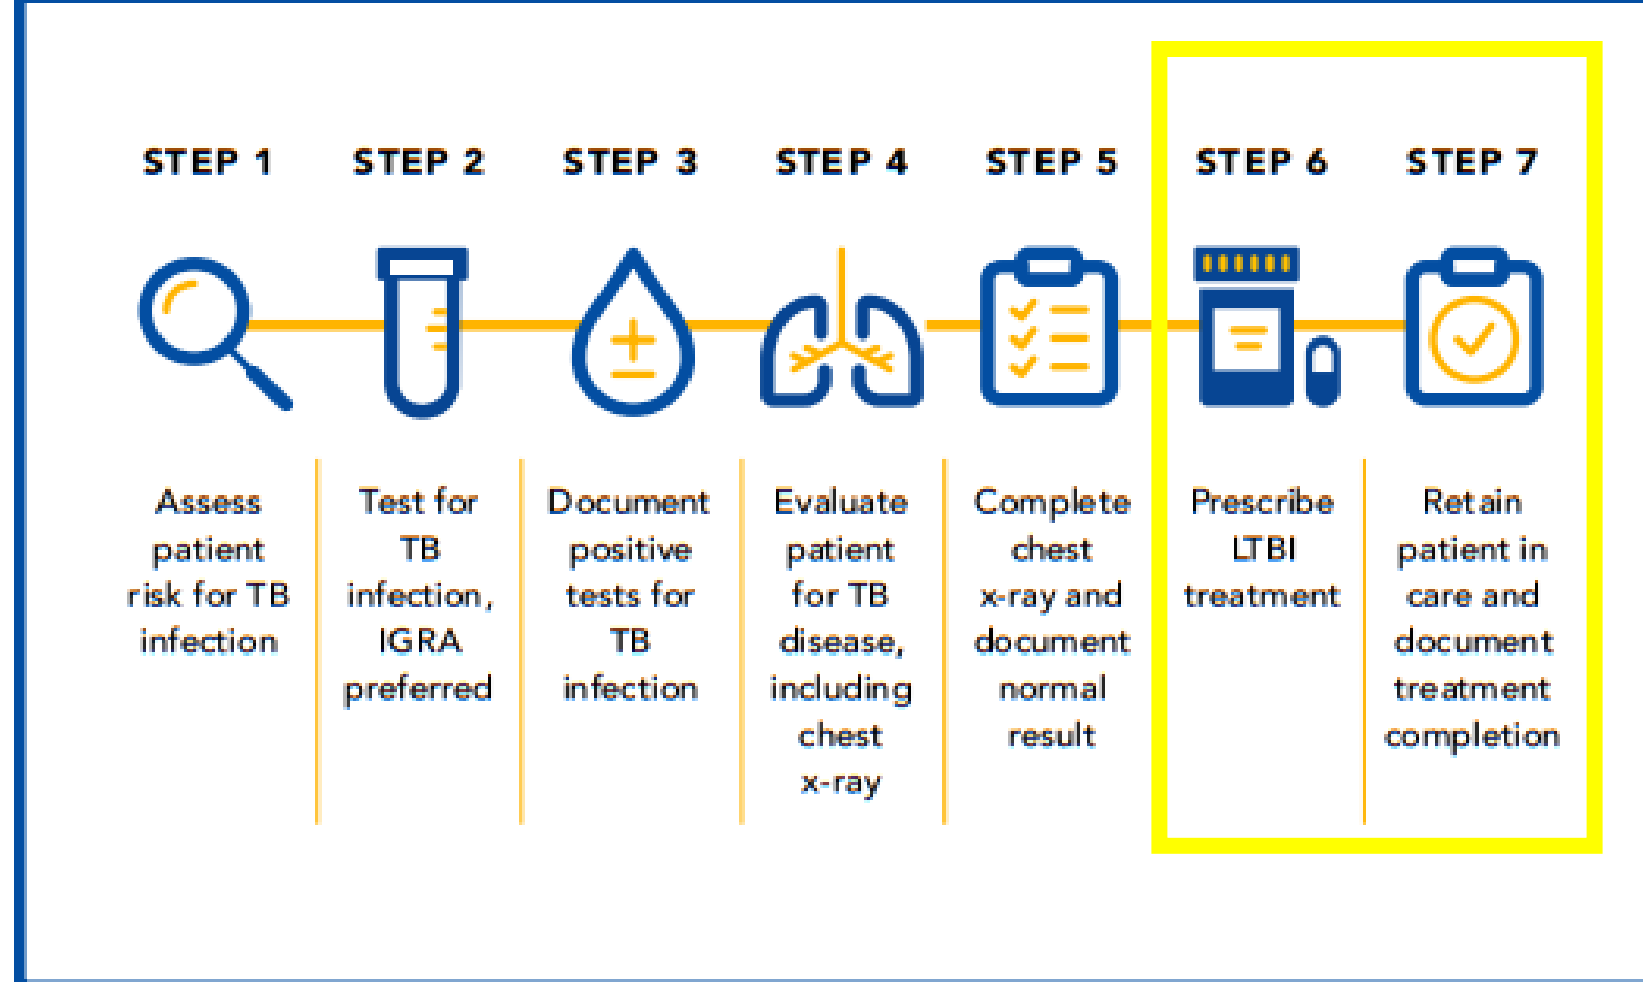 STEP 1
Assess
patient
risk for TB
infection
STEP 2
Test for
TB
infection,
IGRA
preferred
STEP 3
Document
positive
tests for
TB
infection
STEP 4
Evaluate
patient
for TB
disease,
including
chest
x-ray
STEP 5
Complete
chest
x-ray and
document
normal
result
STEP 6
Prescribe
LTBI
treatment
STEP 7
Retain
patient in
care and
document
treatment
completion